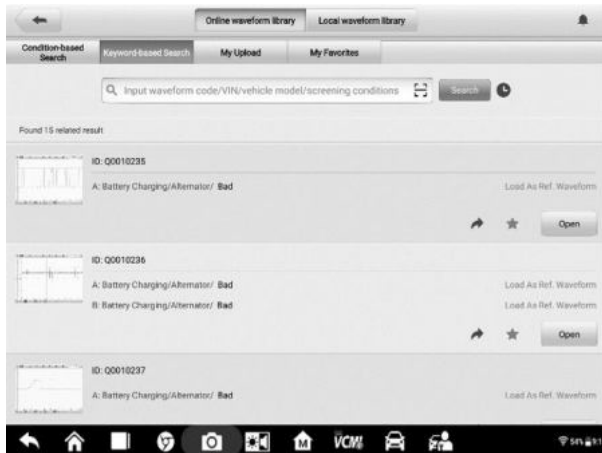 Online waveform library
Local waveform library
Condition-based
Search
Keyword-based Search
My Upload
My Favorites
Input waveform code/VIN/vehicle model/screening conditions
Search
Found 15 related result
ID: Q0010235
A: Battery Charging/Alternator/ Bad
Load As Ref. Waveform
Open
ID: Q0010236
A: Battery Charging/Alternator/ Bad
Load As Ref. Waveform
B: Battery Charging/Alternator/ Bad
Load As Ref. Waveform
Open
ID: Q0010237
A: Battery Charging/Alternator/ Bad
Load As Ref. Waveform
M
VCMI